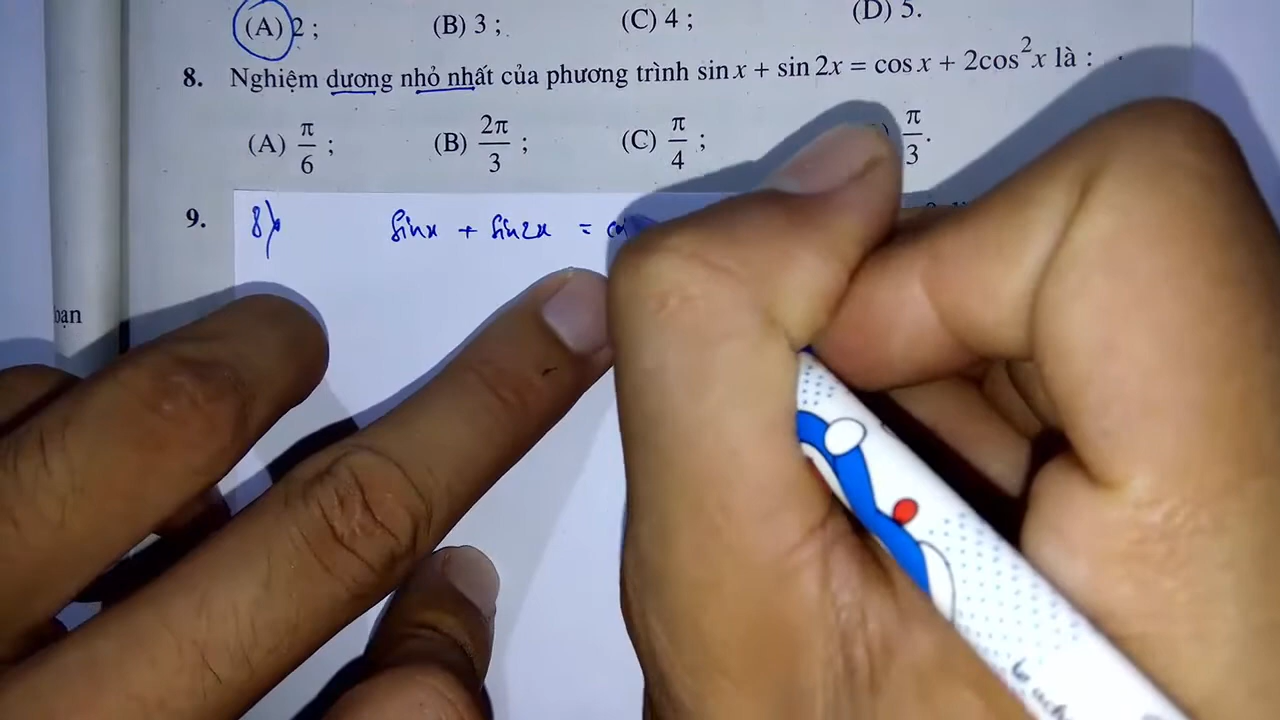 (A) 2 ; (B) 3 ; (C) 4 ; (D) 5.
8. Nghiệm dương nhỏ nhất của phương trình sin x + sin 2x = cos x + 2cos²x là :
(A) π/6 ; (B) 2π/3 ; (C) π/4 ; π/3.
9. 8) sinx + sin2x = co
bạn